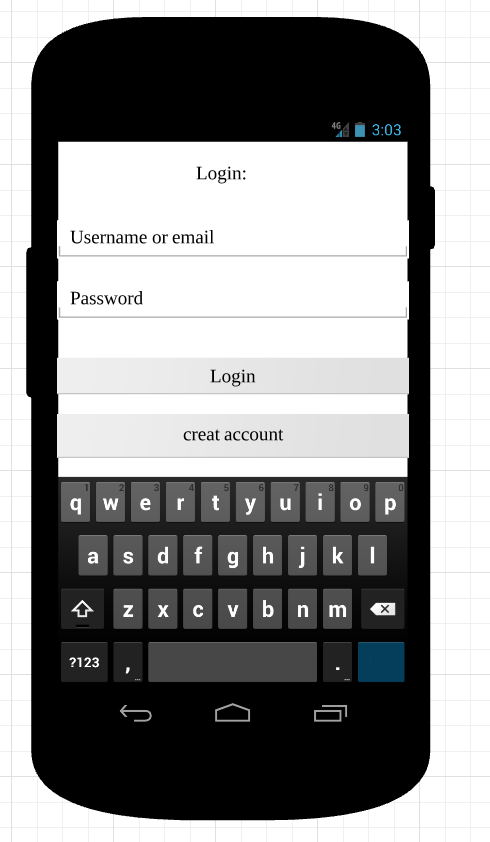 4G 3:03
Login:
Username or email
Password
Login
creat account
1 2 3 4 5 6 7 8 9 0
q w e r t y u i o p
a s d f g h j k l
z x c v b n m
?123 , ... . ...